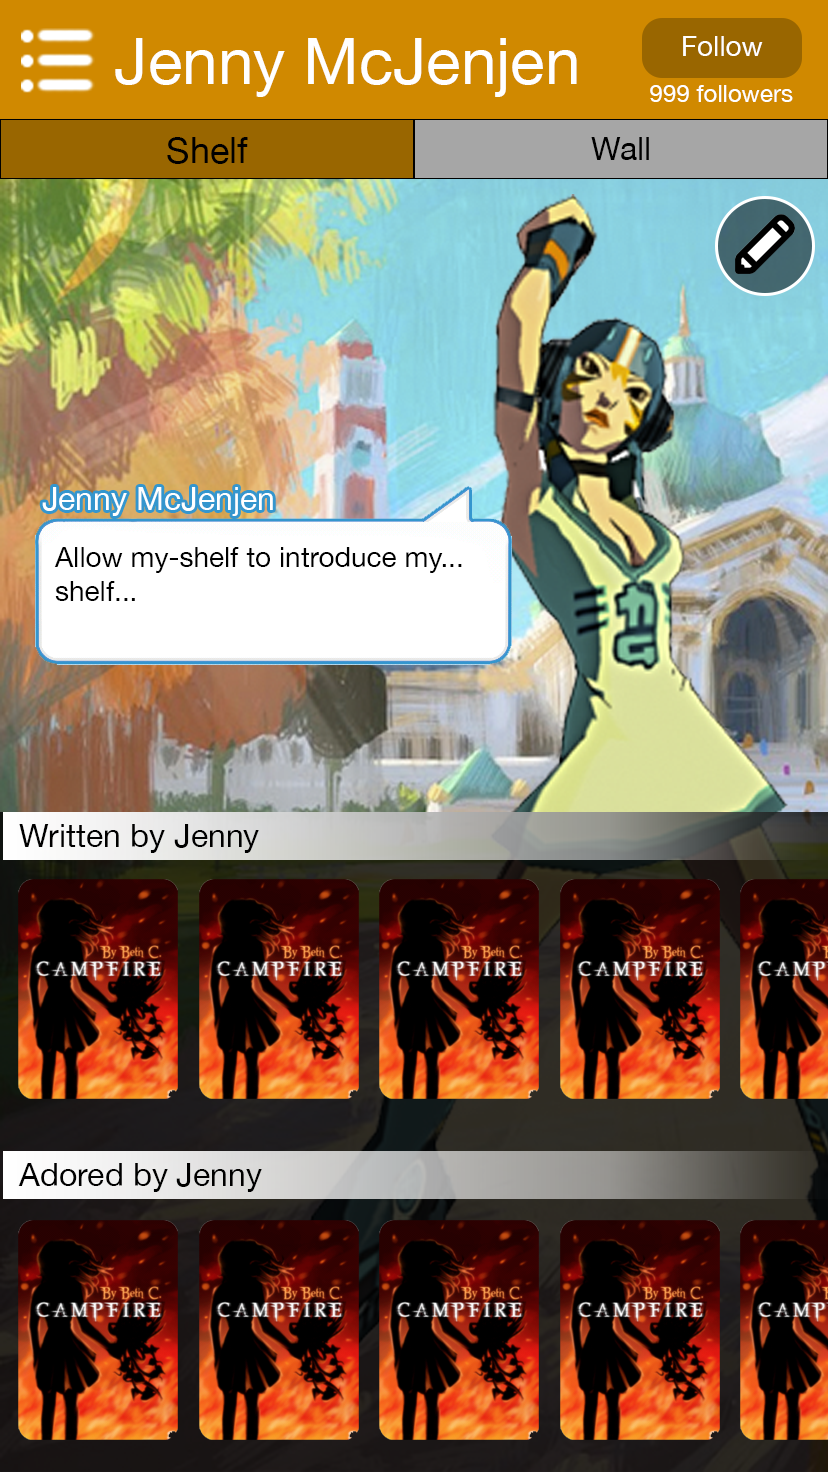 Jenny McJenjen
Follow
999 followers
Shelf
Wall
Jenny McJenjen
Allow my-shelf to introduce my...
shelf...
Written by Jenny
By Beth C.
CAMPFIRE
By Beth C.
CAMPFIRE
By Beth C.
CAMPFIRE
By Beth C.
CAMPFIRE
CAMPF
Adored by Jenny
By Beth C.
CAMPFIRE
By Beth C.
CAMPFIRE
By Beth C.
CAMPFIRE
By Beth C.
CAMPFIRE
CAMPF